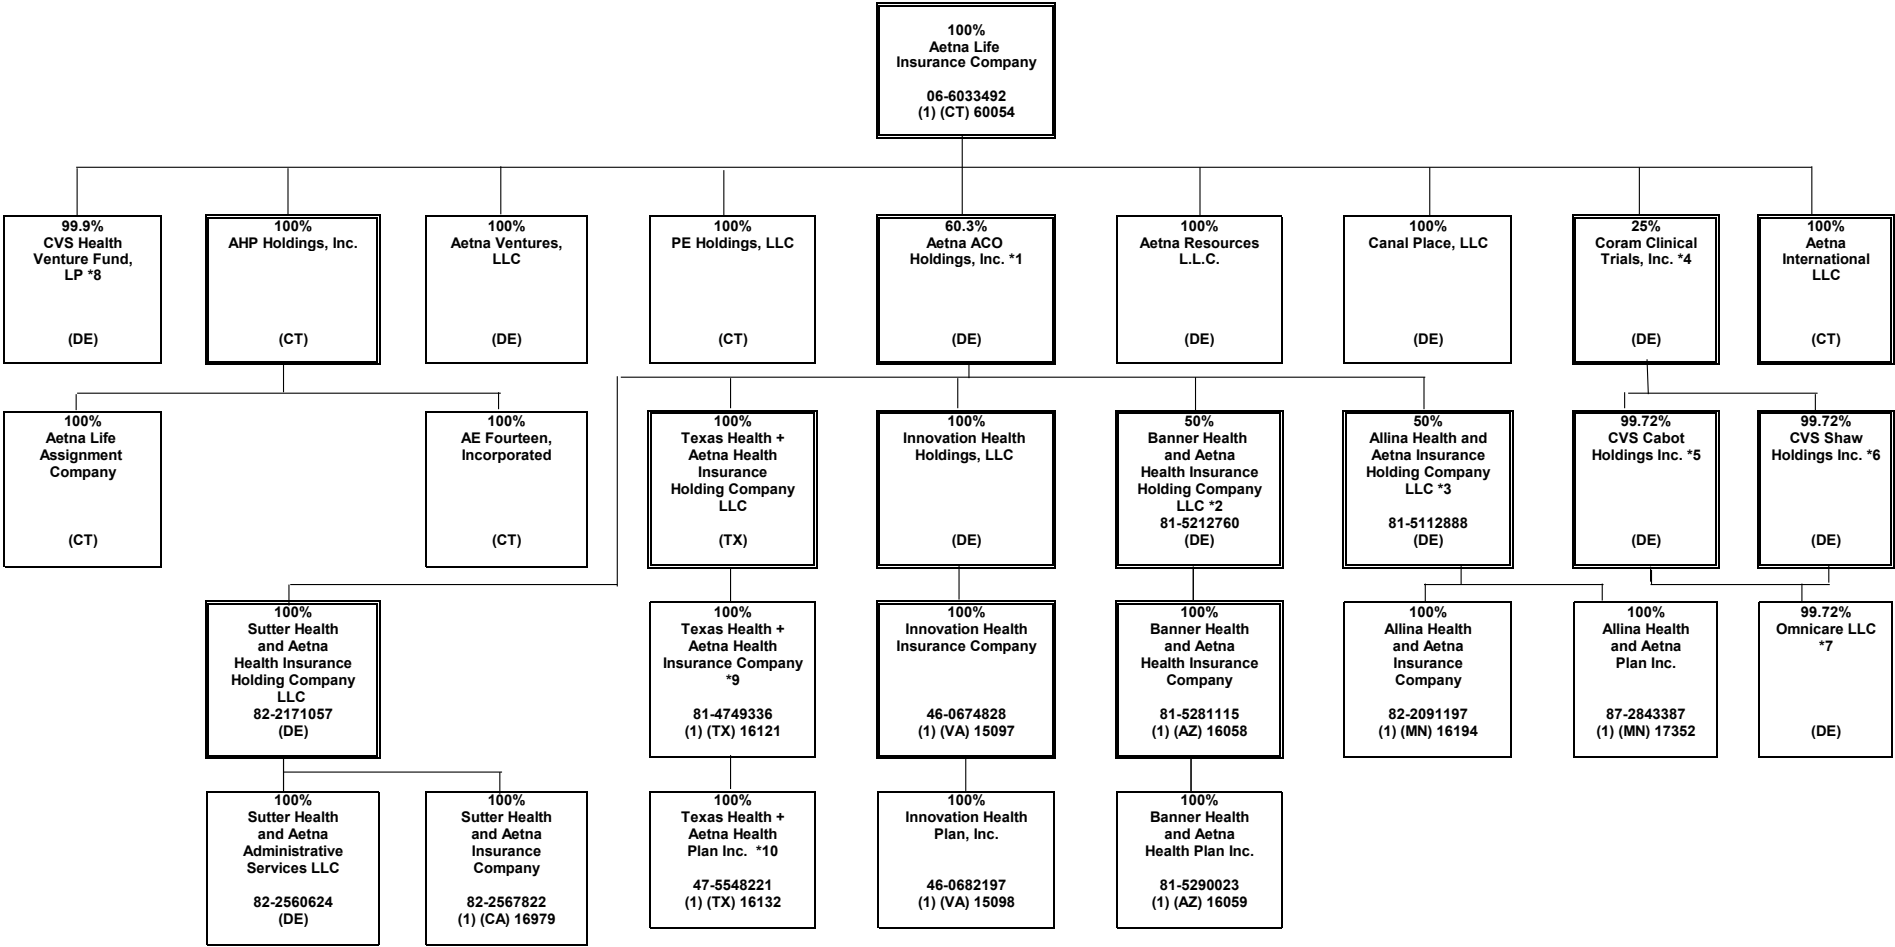 100%
Aetna Life
Insurance Company
06-6033492
(1) (CT) 60054
99.9%
CVS Health
Venture Fund,
LP *8
(DE)
100%
AHP Holdings, Inc.
(CT)
100%
Aetna Ventures,
LLC
(DE)
100%
PE Holdings, LLC
(CT)
60.3%
Aetna ACO
Holdings, Inc. *1
(DE)
100%
Aetna Resources
L.L.C.
(DE)
100%
Canal Place, LLC
(DE)
25%
Coram Clinical
Trials, Inc. *4
(DE)
100%
Aetna
International
LLC
(CT)
100%
Aetna Life
Assignment
Company
(CT)
100%
AE Fourteen,
Incorporated
(CT)
100%
Texas Health +
Aetna Health
Insurance
Holding Company
LLC
(TX)
100%
Innovation Health
Holdings, LLC
(DE)
50%
Banner Health
and Aetna
Health Insurance
Holding Company
LLC *2
81-5212760
(DE)
50%
Allina Health and
Aetna Insurance
Holding Company
LLC *3
81-5112888
(DE)
99.72%
CVS Cabot
Holdings Inc. *5
(DE)
99.72%
CVS Shaw
Holdings Inc. *6
(DE)
100%
Sutter Health
and Aetna
Health Insurance
Holding Company
LLC
82-2171057
(DE)
100%
Texas Health +
Aetna Health
Insurance Company
*9
81-4749336
(1) (TX) 16121
100%
Innovation Health
Insurance Company
46-0674828
(1) (VA) 15097
100%
Banner Health
and Aetna
Health Insurance
Company
81-5281115
(1) (AZ) 16058
100%
Allina Health
and Aetna
Insurance
Company
82-2091197
(1) (MN) 16194
100%
Allina Health
and Aetna
Plan Inc.
87-2843387
(1) (MN) 17352
99.72%
Omnicare LLC
*7
(DE)
100%
Sutter Health
and Aetna
Administrative
Services LLC
82-2560624
(DE)
100%
Sutter Health
and Aetna
Insurance
Company
82-2567822
(1) (CA) 16979
100%
Texas Health +
Aetna Health
Plan Inc. *10
47-5548221
(1) (TX) 16132
100%
Innovation Health
Plan, Inc.
46-0682197
(1) (VA) 15098
100%
Banner Health
and Aetna
Health Plan Inc.
81-5290023
(1) (AZ) 16059